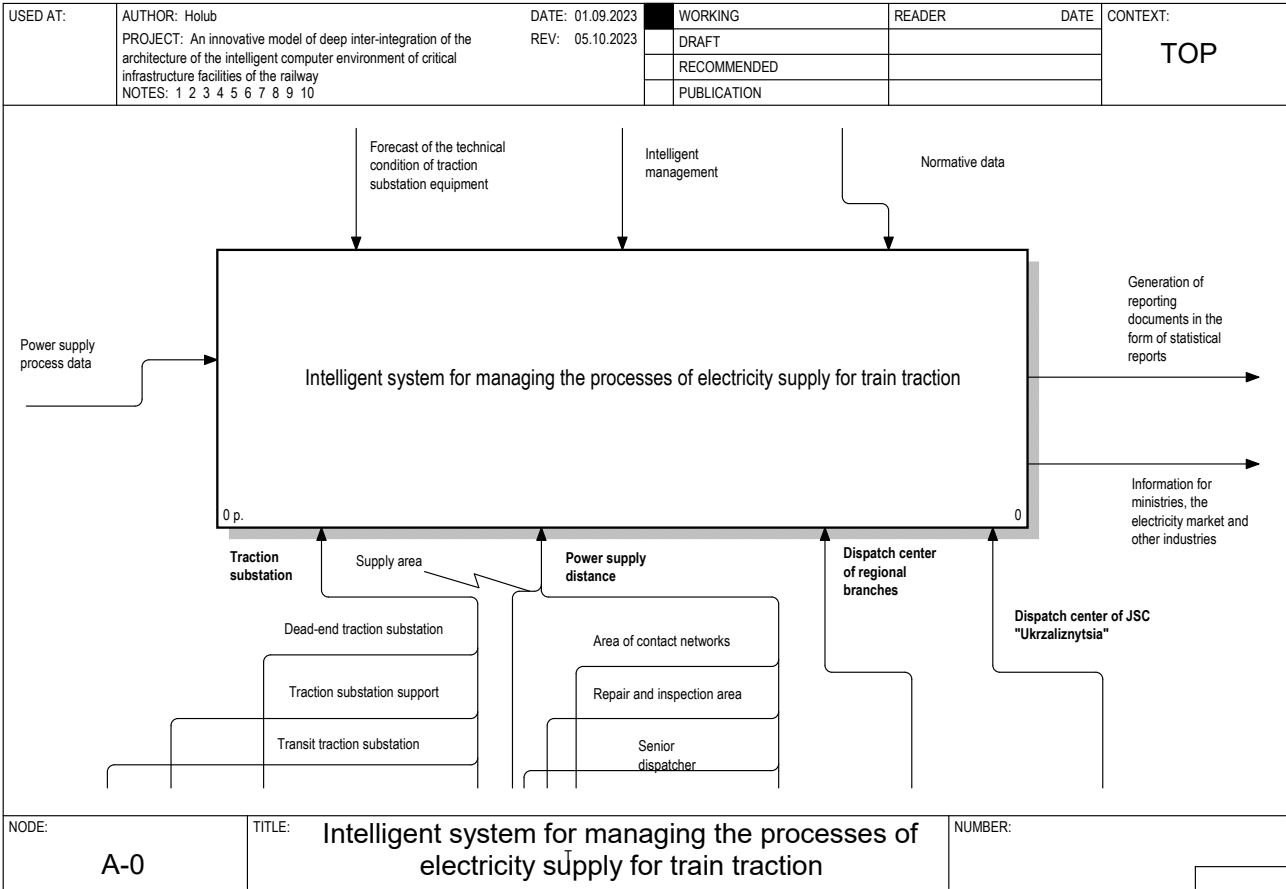 USED AT:
AUTHOR: Holub
DATE: 01.09.2023
REV: 05.10.2023
PROJECT: An innovative model of deep inter-integration of the
architecture of the intelligent computer environment of critical
infrastructure facilities of the railway
NOTES: 1 2 3 4 5 6 7 8 9 10
WORKING
DRAFT
RECOMMENDED
PUBLICATION
READER
DATE
CONTEXT:
TOP
Forecast of the technical
condition of traction
substation equipment
Intelligent
management
Normative data
Power supply
process data
Intelligent system for managing the processes of electricity supply for train traction
0 p.
0
Generation of
reporting
documents in the
form of statistical
reports
Information for
ministries, the
electricity market and
other industries
Traction
substation
Supply area
Power supply
distance
Dispatch center
of regional
branches
Dispatch center of JSC
"Ukrzaliznytsia"
Dead-end traction substation
Traction substation support
Transit traction substation
Area of contact networks
Repair and inspection area
Senior
dispatcher
NODE:
A-0
TITLE:
Intelligent system for managing the processes of
electricity supply for train traction
NUMBER: